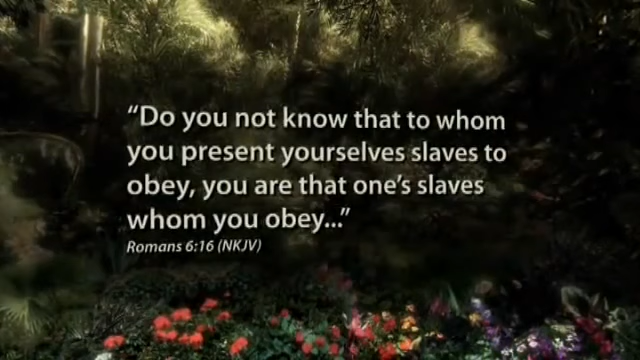 “Do you not know that to whom
you present yourselves slaves to
obey, you are that one’s slaves
whom you obey...”
Romans 6:16 (NKJV)